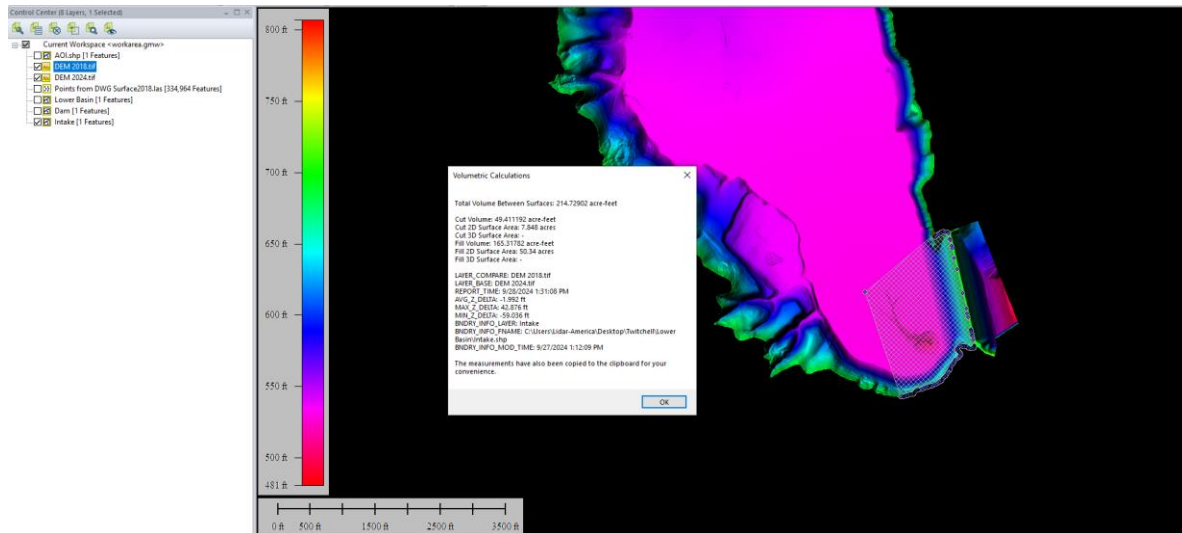 Control Center (8 Layers, 1 Selected)
Current Workspace <workarea.gmw>
AOI.shp [1 Features]
DEM 2018.tif
DEM 2024.tif
Points from DWG Surface2018.las [334,964 Features]
Lower Basin [1 Features]
Dam [1 Features]
Intake [1 Features]
800 ft
750 ft
700 ft
650 ft
600 ft
550 ft
500 ft
481 ft
0 ft 500 ft 1500 ft 2500 ft 3500 ft
Volumetric Calculations
Total Volume Between Surfaces: 214.72902 acre-feet
Cut Volume: 49.411192 acre-feet
Cut 2D Surface Area: 7.848 acres
Cut 3D Surface Area: -
Fill Volume: 165.31782 acre-feet
Fill 2D Surface Area: 50.34 acres
Fill 3D Surface Area: -
LAYER_COMPARE: DEM 2018.tif
LAYER_BASE: DEM 2024.tif
REPORT_TIME: 9/28/2024 1:31:08 PM
AVG_Z_DELTA: -1.992 ft
MAX_Z_DELTA: 42.876 ft
MIN_Z_DELTA: -59.036 ft
BNDRY_INFO_LAYER: Intake
BNDRY_INFO_FNAME: C:\Users\Lidar-America\Desktop\Twitchell\Lower
Basin\Intake.shp
BNDRY_INFO_MOD_TIME: 9/27/2024 1:12:09 PM
The measurements have also been copied to the clipboard for your
convenience.
OK